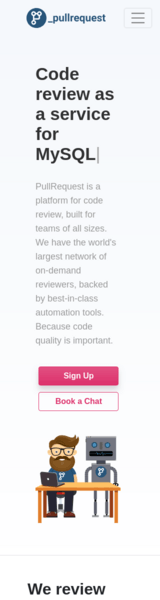 _pullrequest
Code
review as
a service
for
MySQL|
PullRequest is a
platform for code
review, built for
teams of all sizes.
We have the world's
largest network of
on-demand
reviewers, backed
by best-in-class
automation tools.
Because code
quality is important.
Sign Up
Book a Chat
We review